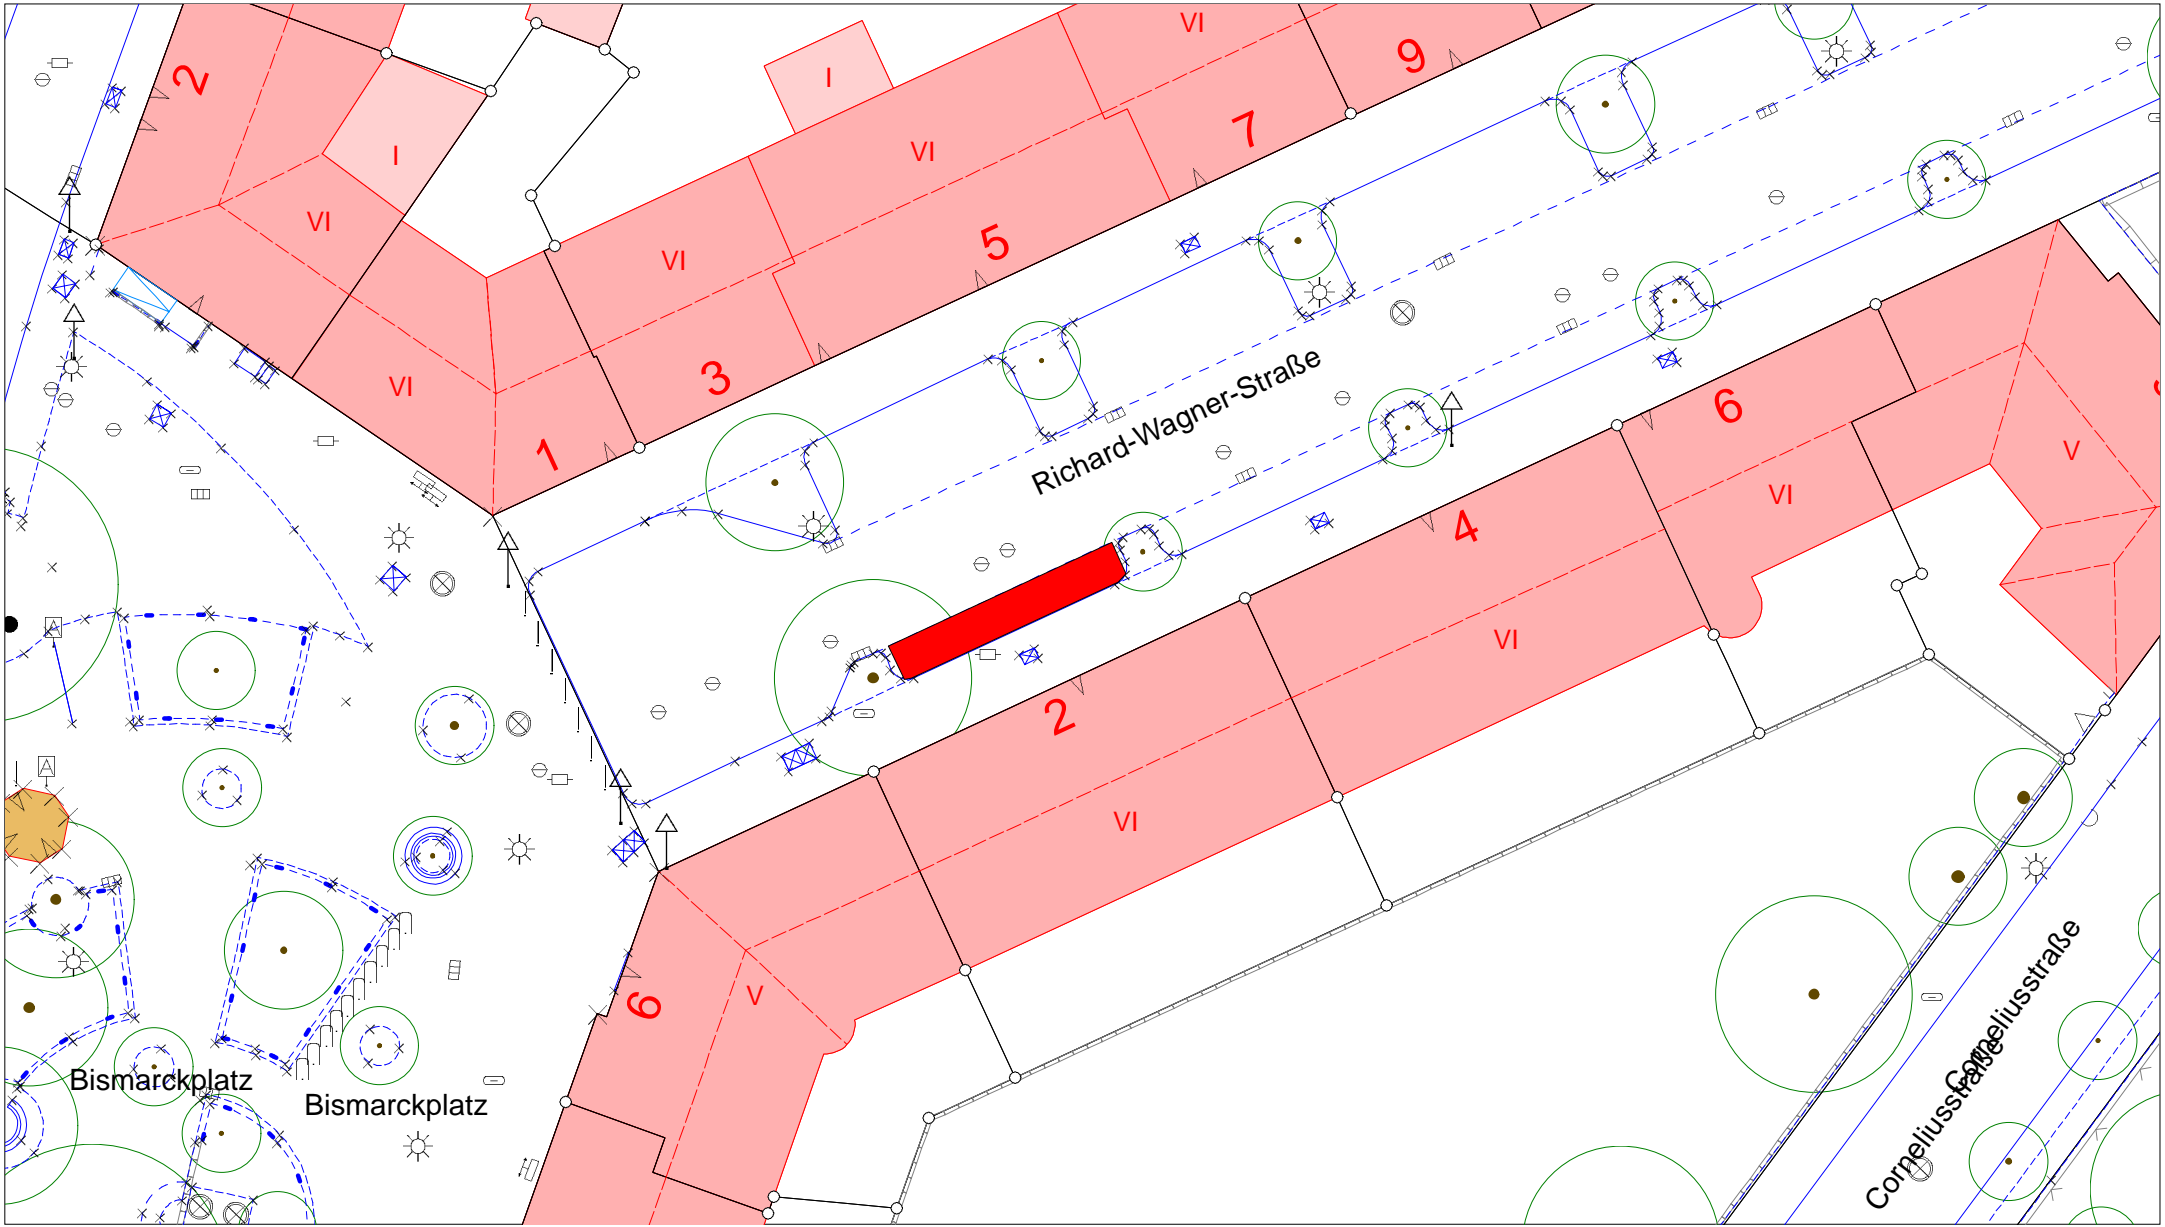 VI
9
2
I
I
7
VI
VI
5
VI
VI
3
VI
1
Richard-Wagner-Straße
6
V
VI
4
VI
2
VI
V
6
Bismarckplatz
Bismarckplatz
Corneliusstraße
Corneliusstraße